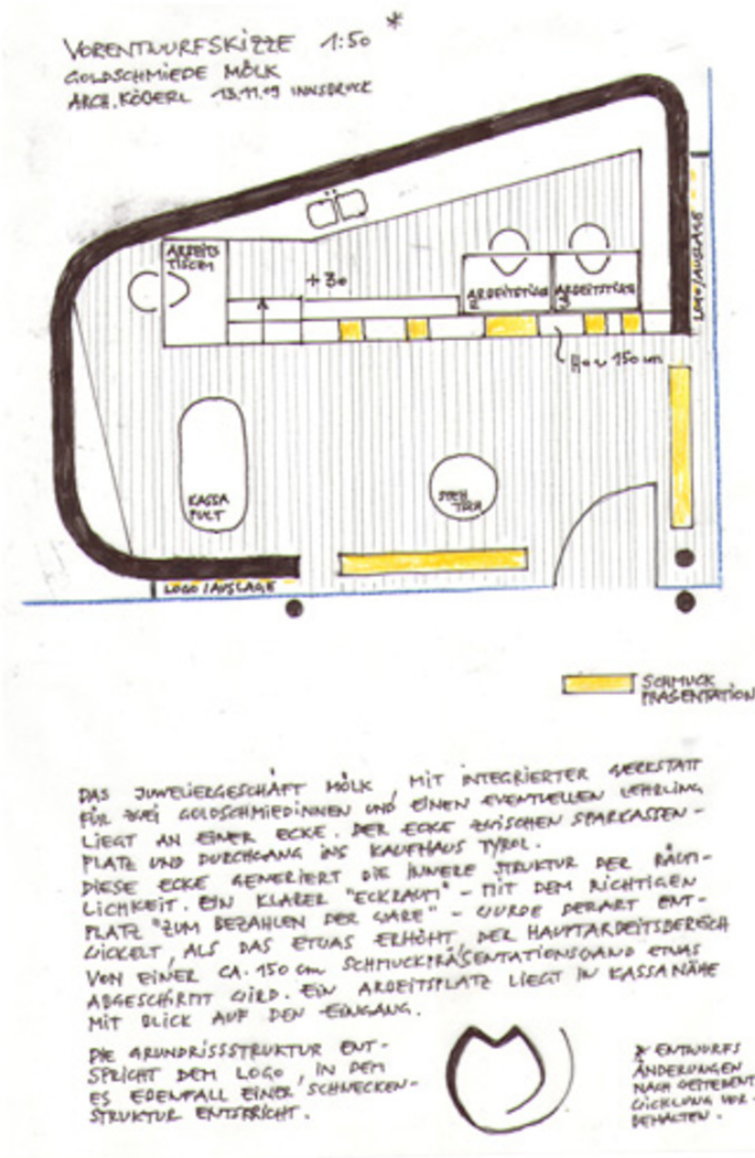 VORENTWURFSKIZZE 1:50 *
GOLDSCHMIEDE MÖLK
ARCH. KÖBERL 13.11.09 INNSBRUCK
ARBEITS
TISCH
+30
ARBEITSTISCH
ARBEITSTISCH
LOGO/AUSLAGE
H = ~ 150 cm
KASSA
PULT
STEH
TISCH
LOGO/AUSLAGE
SCHMUCK
PRÄSENTATION
DAS JUWELIERGESCHÄFT MÖLK, MIT INTEGRIERTER WERKSTATT
FÜR ZWEI GOLDSCHMIEDINNEN UND EINEN EVENTUELLEN LEHRLING
LIEGT AN EINER ECKE. DER ECKE ZWISCHEN SPARKASSEN-
PLATZ UND DURCHGANG INS KAUFHAUS TYROL.
DIESE ECKE GENERIERT DIE INNERE STRUKTUR DER RÄUM-
LICHKEIT. EIN KLARER "ECKRAUM" - MIT DEM RICHTIGEN
PLATZ "ZUM BEZAHLEN DER WARE" - WURDE DERART ENT-
WICKELT, ALS DAS ETWAS ERHÖHT DER HAUPTARBEITSBEREICH
VON EINER CA. 150 cm SCHMUCKPRÄSENTATIONSWAND ETWAS
ABGESCHIRMT WIRD. EIN ARBEITSPLATZ LIEGT IN KASSANÄHE
MIT BLICK AUF DEN EINGANG.
DIE GRUNDRISSSTRUKTUR ENT-
SPRICHT DEM LOGO, IN DEM
ES EBENFALL EINER SCHNECKEN-
STRUKTUR ENTSPRICHT.
* ENTWURFS
ÄNDERUNGEN
NACH WEITERENT
WICKLUNG VOR-
BEHALTEN.